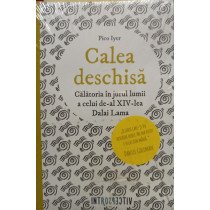 Pico Iyer
Calea
deschisă
Călătoria în jurul lumii
a celui de-al XIV-lea
Dalai Lama
INTROSPECTIV